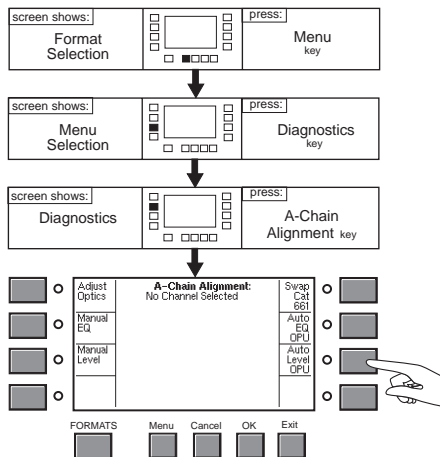 screen shows:
press:
Format
Selection
Menu
key
screen shows:
press:
Menu
Selection
Diagnostics
key
screen shows:
press:
Diagnostics
A-Chain
Alignment key
Adjust
Optics
A-Chain Alignment:
No Channel Selected
Swap
Cat
661
Manual
EQ
Auto
EQ
OPU
Manual
Level
Auto
Level
OPU
FORMATS Menu Cancel OK Exit